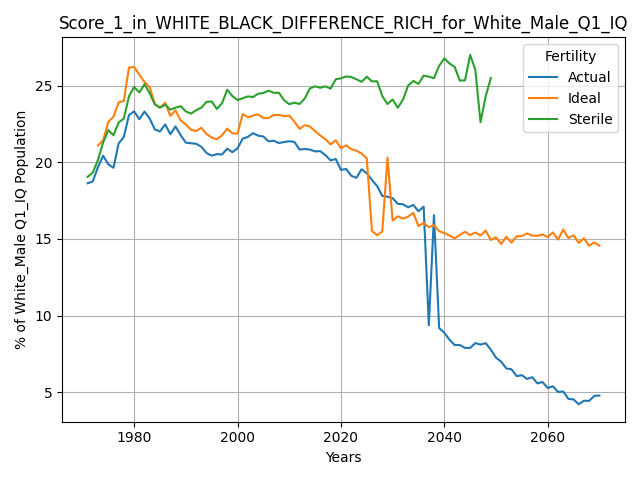 Score_1_in_WHITE_BLACK_DIFFERENCE_RICH_for_White_Male_Q1_IQ
Fertility
Actual
Ideal
Sterile
% of White_Male Q1_IQ Population
25
20
15
10
5
1980 2000 2020 2040 2060
Years